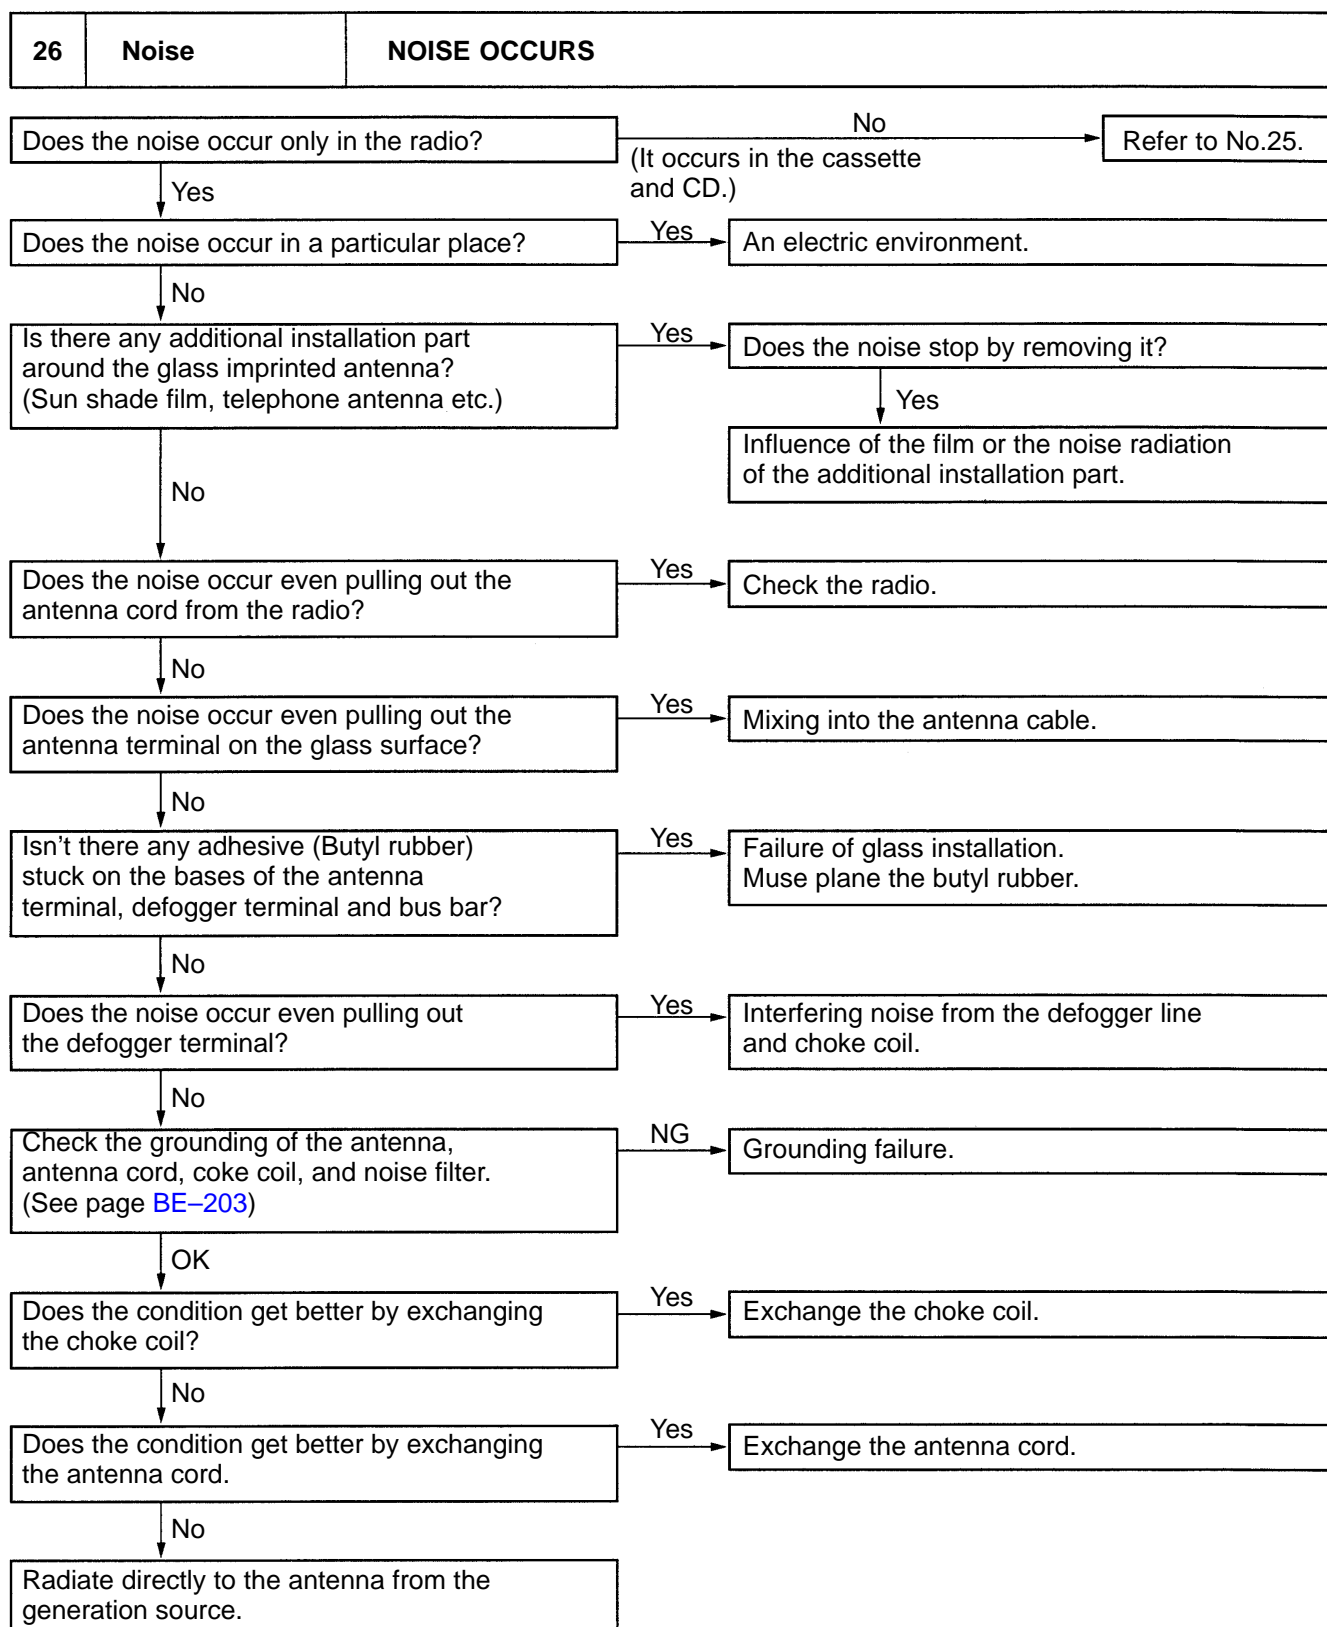 26 Noise NOISE OCCURS
Does the noise occur only in the radio?
No
(It occurs in the cassette
and CD.)
Refer to No.25.
Yes
Does the noise occur in a particular place?
Yes
An electric environment.
No
Is there any additional installation part
around the glass imprinted antenna?
(Sun shade film, telephone antenna etc.)
Yes
Does the noise stop by removing it?
Yes
Influence of the film or the noise radiation
of the additional installation part.
No
Does the noise occur even pulling out the
antenna cord from the radio?
Yes
Check the radio.
No
Does the noise occur even pulling out the
antenna terminal on the glass surface?
Yes
Mixing into the antenna cable.
No
Isn't there any adhesive (Butyl rubber)
stuck on the bases of the antenna
terminal, defogger terminal and bus bar?
Yes
Failure of glass installation.
Muse plane the butyl rubber.
No
Does the noise occur even pulling out
the defogger terminal?
Yes
Interfering noise from the defogger line
and choke coil.
No
Check the grounding of the antenna,
antenna cord, coke coil, and noise filter.
(See page BE–203)
NG
Grounding failure.
OK
Does the condition get better by exchanging
the choke coil?
Yes
Exchange the choke coil.
No
Does the condition get better by exchanging
the antenna cord.
Yes
Exchange the antenna cord.
No
Radiate directly to the antenna from the
generation source.